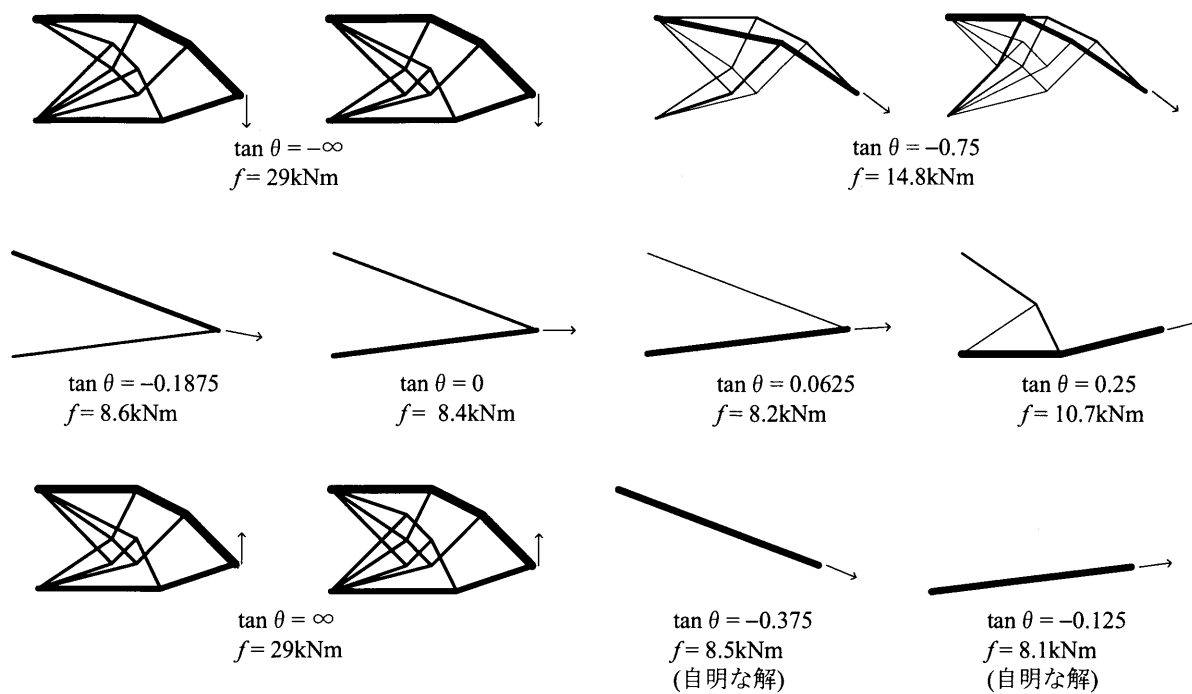 tan θ = −∞
f = 29kNm
tan θ = −0.75
f = 14.8kNm
tan θ = −0.1875
f = 8.6kNm
tan θ = 0
f = 8.4kNm
tan θ = 0.0625
f = 8.2kNm
tan θ = 0.25
f = 10.7kNm
tan θ = ∞
f = 29kNm
tan θ = −0.375
f = 8.5kNm
(自明な解)
tan θ = −0.125
f = 8.1kNm
(自明な解)